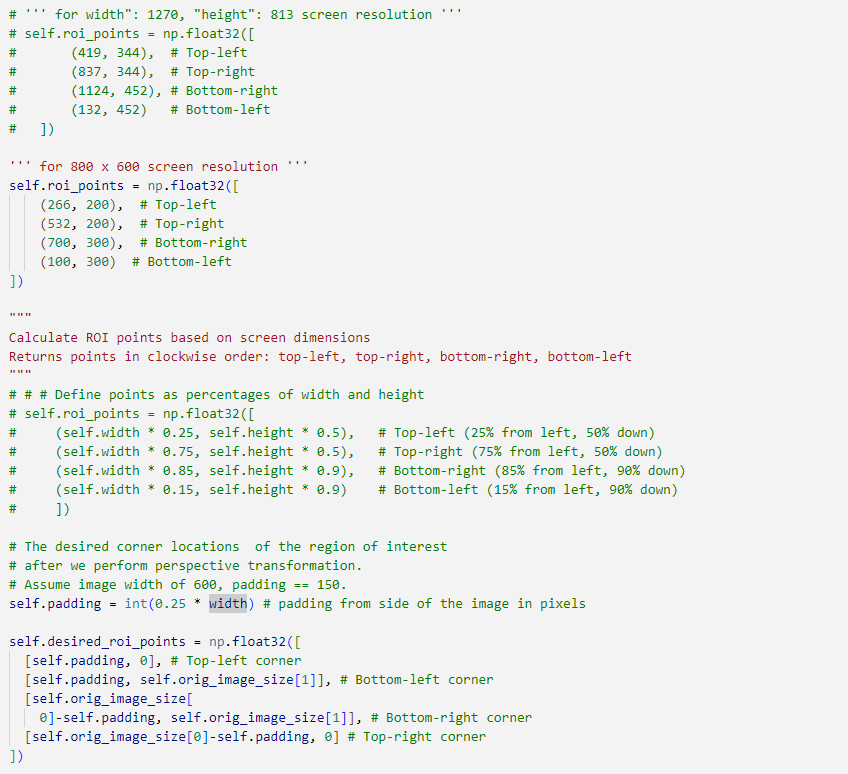 # ''' for width": 1270, "height": 813 screen resolution '''
# self.roi_points = np.float32([
#       (419, 344),  # Top-left
#       (837, 344),  # Top-right
#       (1124, 452), # Bottom-right
#       (132, 452)   # Bottom-left
#   ])

''' for 800 x 600 screen resolution '''
self.roi_points = np.float32([
    (266, 200),  # Top-left
    (532, 200),  # Top-right
    (700, 300),  # Bottom-right
    (100, 300)  # Bottom-left
])

"""
Calculate ROI points based on screen dimensions
Returns points in clockwise order: top-left, top-right, bottom-right, bottom-left
"""
# # # Define points as percentages of width and height
# self.roi_points = np.float32([
#     (self.width * 0.25, self.height * 0.5),   # Top-left (25% from left, 50% down)
#     (self.width * 0.75, self.height * 0.5),   # Top-right (75% from left, 50% down)
#     (self.width * 0.85, self.height * 0.9),   # Bottom-right (85% from left, 90% down)
#     (self.width * 0.15, self.height * 0.9)    # Bottom-left (15% from left, 90% down)
#     ])

# The desired corner locations  of the region of interest
# after we perform perspective transformation.
# Assume image width of 600, padding == 150.
self.padding = int(0.25 * width) # padding from side of the image in pixels

self.desired_roi_points = np.float32([
  [self.padding, 0], # Top-left corner
  [self.padding, self.orig_image_size[1]], # Bottom-left corner
  [self.orig_image_size[
    0]-self.padding, self.orig_image_size[1]], # Bottom-right corner
  [self.orig_image_size[0]-self.padding, 0] # Top-right corner
])